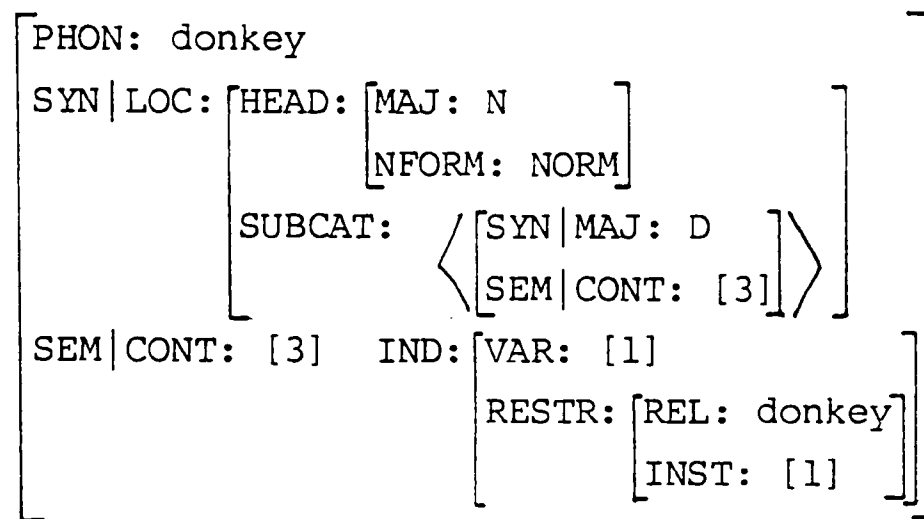 PHON: donkey
SYN|LOC: [HEAD: [MAJ: N
NFORM: NORM]
SUBCAT: ⟨[SYN|MAJ: D
SEM|CONT: [3]]⟩]
SEM|CONT: [3] IND: [VAR: [1]
RESTR: [REL: donkey
INST: [1]]]